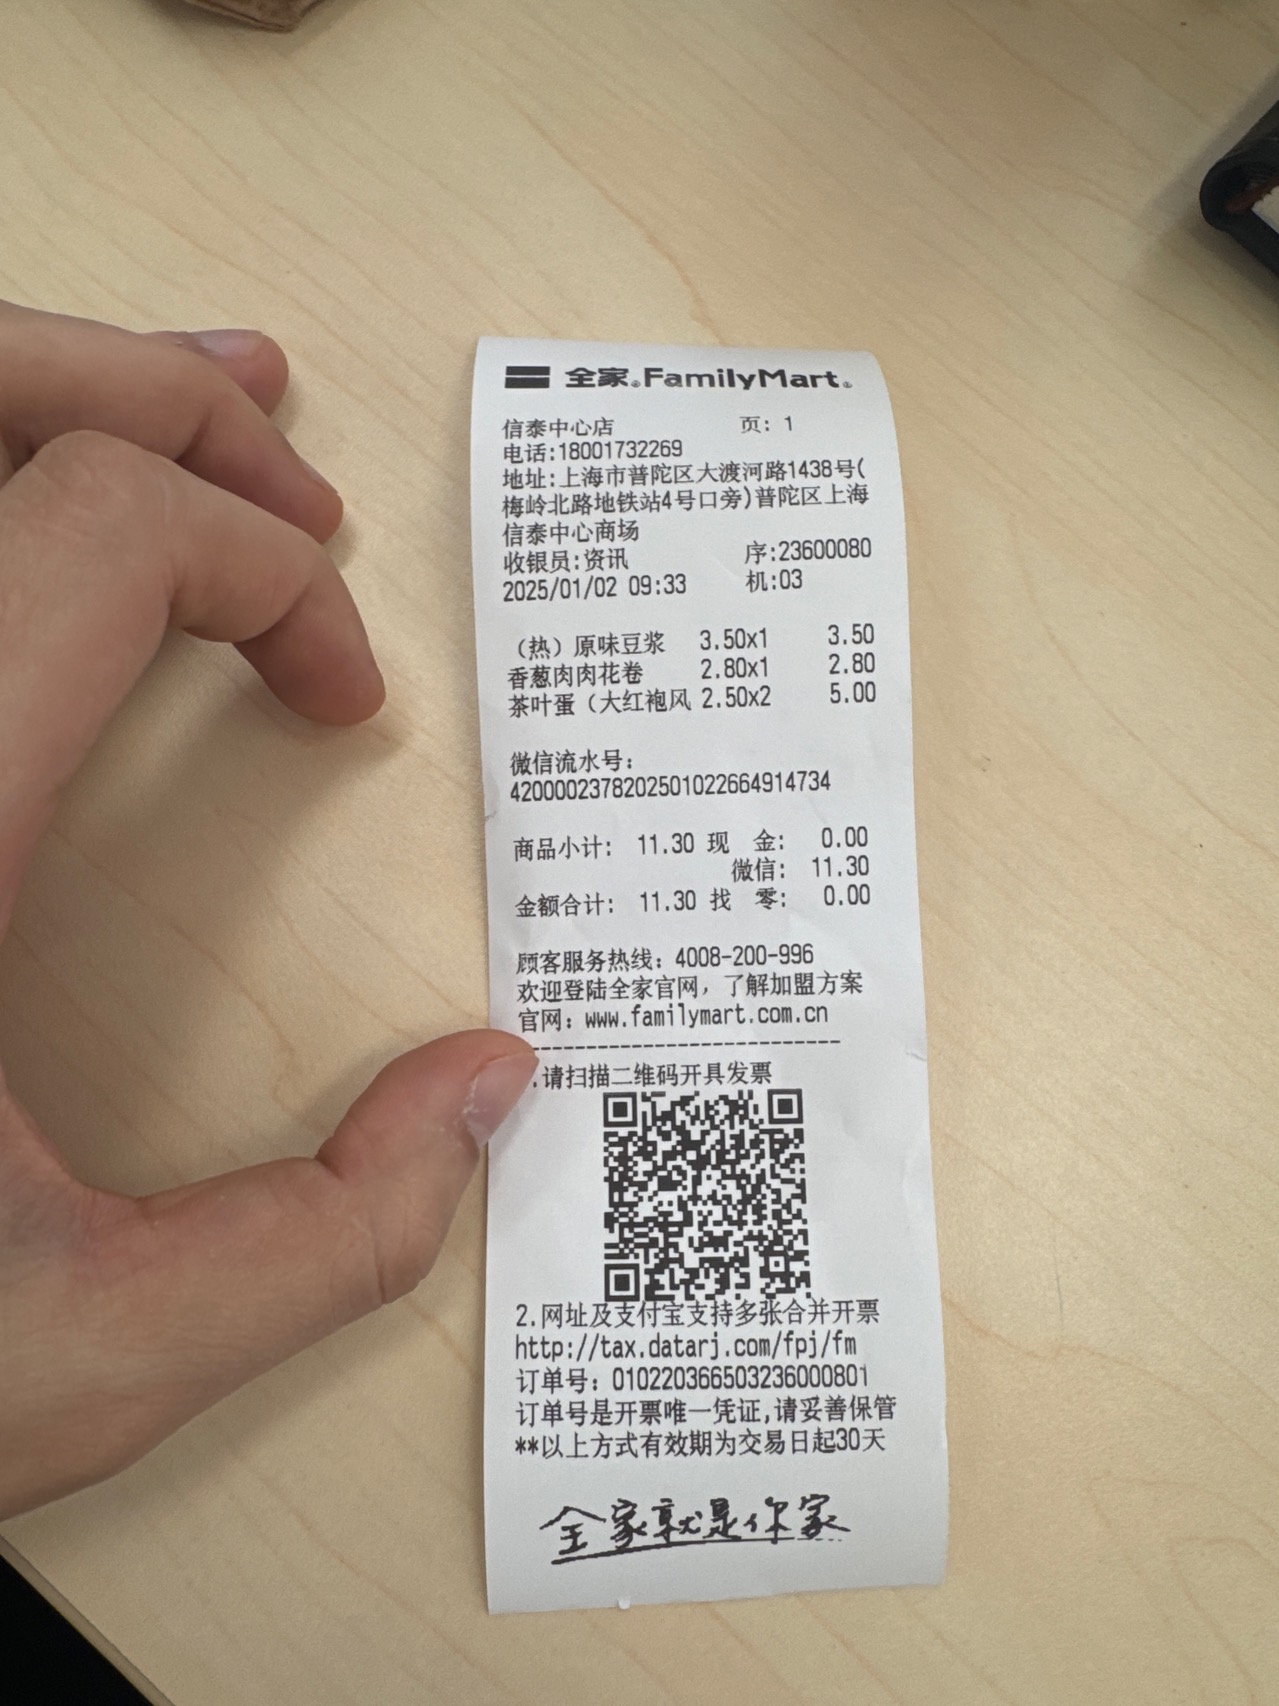 全家®FamilyMart®
信泰中心店 页: 1
电话:18001732269
地址:上海市普陀区大渡河路1438号(
梅岭北路地铁站4号口旁)普陀区上海
信泰中心商场
收银员:资讯 序:23600080
2025/01/02 09:33 机:03
（热）原味豆浆 3.50x1 3.50
香葱肉肉花卷 2.80x1 2.80
茶叶蛋（大红袍风 2.50x2 5.00
微信流水号:
4200002378202501022664914734
商品小计: 11.30 现 金: 0.00
微信: 11.30
金额合计: 11.30 找 零: 0.00
顾客服务热线: 4008-200-996
欢迎登陆全家官网，了解加盟方案
官网: www.familymart.com.cn
.请扫描二维码开具发票
2.网址及支付宝支持多张合并开票
http://tax.datarj.com/fpj/fm
订单号: 010220366503236000801
订单号是开票唯一凭证,请妥善保管
**以上方式有效期为交易日起30天
全家就是你家